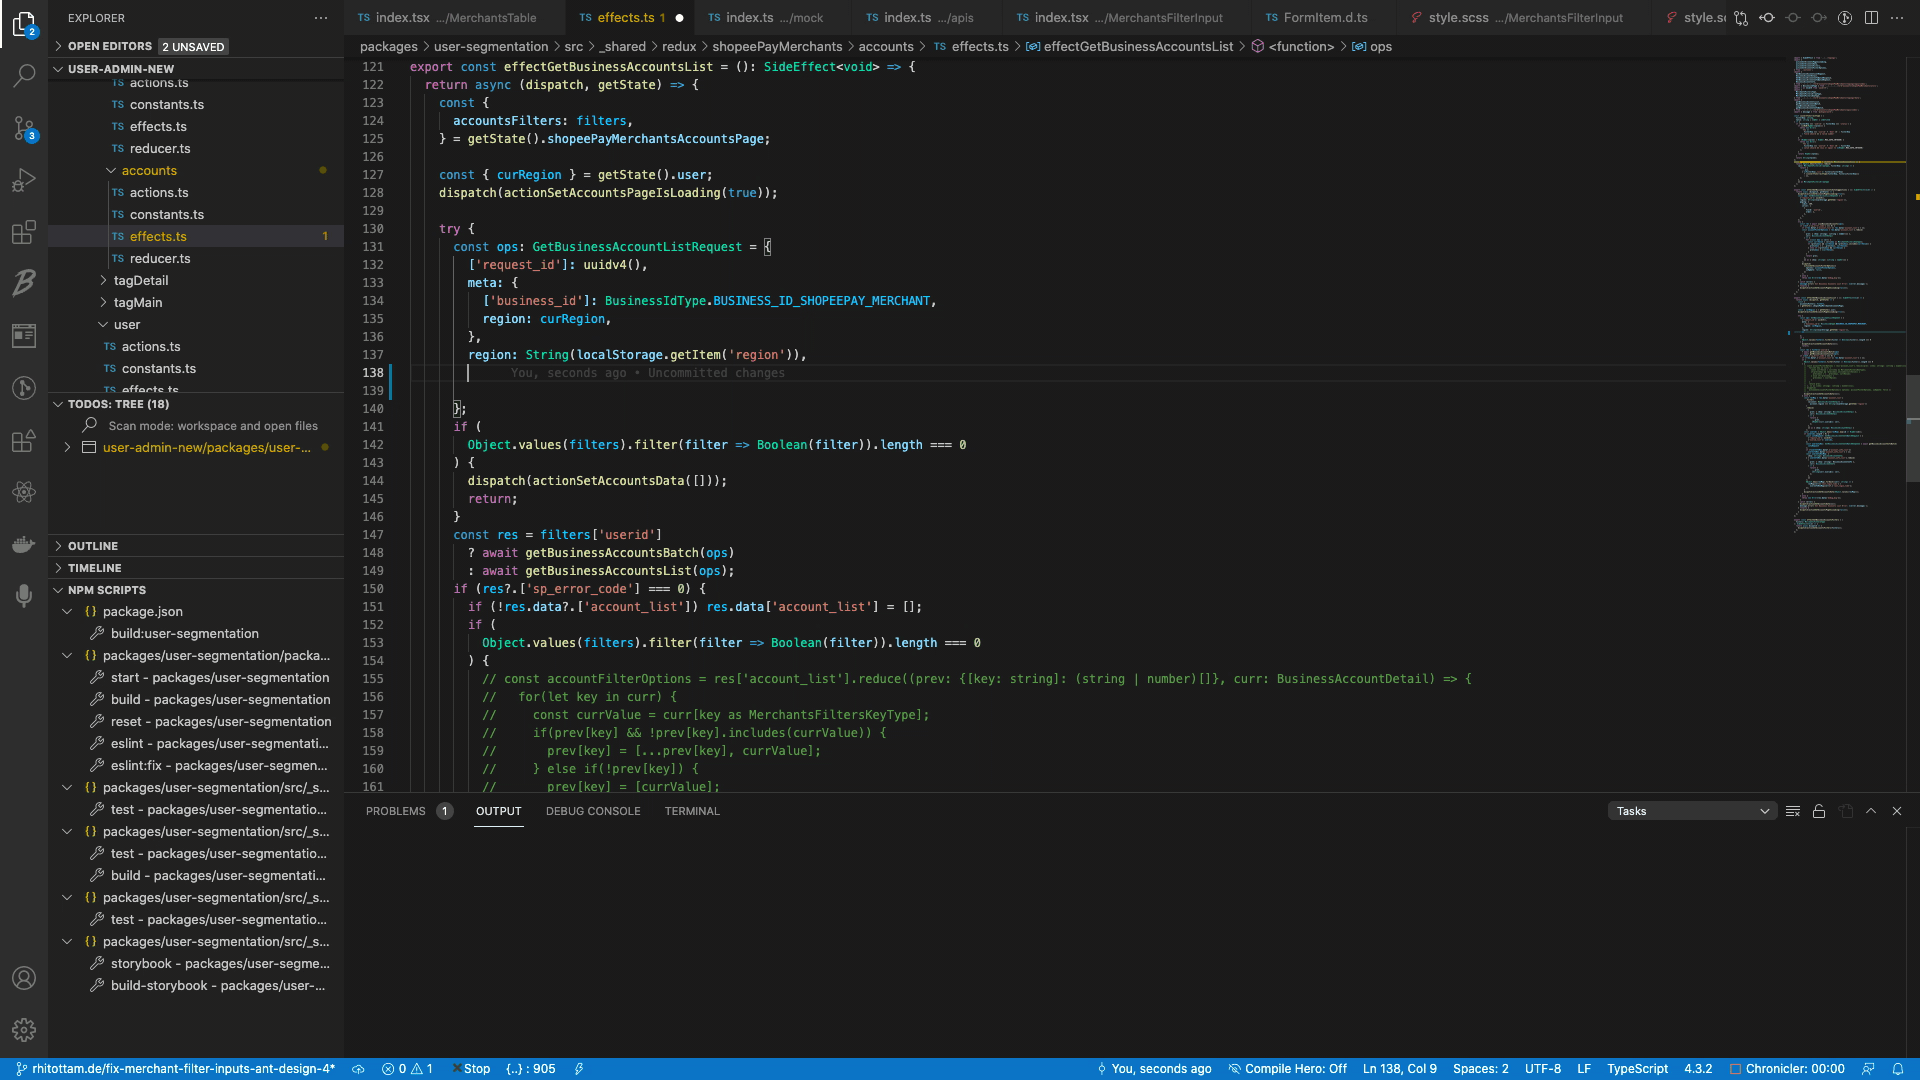 EXPLORER
OPEN EDITORS 2 UNSAVED
USER-ADMIN-NEW
TS actions.ts
TS constants.ts
TS effects.ts
TS reducer.ts
accounts
TS actions.ts
TS constants.ts
TS effects.ts 1
TS reducer.ts
tagDetail
tagMain
user
TS actions.ts
TS constants.ts
TS effects.ts
TODOS: TREE (18)
Scan mode: workspace and open files
user-admin-new/packages/user-...
OUTLINE
TIMELINE
NPM SCRIPTS
{} package.json
build:user-segmentation
{} packages/user-segmentation/packa...
start - packages/user-segmentation
build - packages/user-segmentation
reset - packages/user-segmentation
eslint - packages/user-segmentati...
eslint:fix - packages/user-segmen...
{} packages/user-segmentation/src/_s...
test - packages/user-segmentatio...
{} packages/user-segmentation/src/_s...
test - packages/user-segmentatio...
build - packages/user-segmentati...
{} packages/user-segmentation/src/_s...
test - packages/user-segmentatio...
{} packages/user-segmentation/src/_s...
storybook - packages/user-segme...
build-storybook - packages/user-...
2
3
TS index.tsx .../MerchantsTable TS effects.ts 1 TS index.ts .../mock TS index.ts .../apis TS index.tsx .../MerchantsFilterInput TS FormItem.d.ts style.scss .../MerchantsFilterInput style.sc
packages > user-segmentation > src > _shared > redux > shopeePayMerchants > accounts > TS effects.ts > effectGetBusinessAccountsList > <function> > ops
121 export const effectGetBusinessAccountsList = (): SideEffect<void> => {
122 return async (dispatch, getState) => {
123 const {
124 accountsFilters: filters,
125 } = getState().shopeePayMerchantsAccountsPage;
126
127 const { curRegion } = getState().user;
128 dispatch(actionSetAccountsPageIsLoading(true));
129
130 try {
131 const ops: GetBusinessAccountListRequest = {
132 ['request_id']: uuidv4(),
133 meta: {
134 ['business_id']: BusinessIdType.BUSINESS_ID_SHOPEEPAY_MERCHANT,
135 region: curRegion,
136 },
137 region: String(localStorage.getItem('region')),
138 You, seconds ago • Uncommitted changes
139
140 };
141 if (
142 Object.values(filters).filter(filter => Boolean(filter)).length === 0
143 ) {
144 dispatch(actionSetAccountsData([]));
145 return;
146 }
147 const res = filters['userid']
148 ? await getBusinessAccountsBatch(ops)
149 : await getBusinessAccountsList(ops);
150 if (res?.['sp_error_code'] === 0) {
151 if (!res.data?.['account_list']) res.data['account_list'] = [];
152 if (
153 Object.values(filters).filter(filter => Boolean(filter)).length === 0
154 ) {
155 // const accountFilterOptions = res['account_list'].reduce((prev: {[key: string]: (string | number)[]}, curr: BusinessAccountDetail) => {
156 // for(let key in curr) {
157 // const currValue = curr[key as MerchantsFiltersKeyType];
158 // if(prev[key] && !prev[key].includes(currValue)) {
159 // prev[key] = [...prev[key], currValue];
160 // } else if(!prev[key]) {
161 // prev[key] = [currValue];
PROBLEMS 1 OUTPUT DEBUG CONSOLE TERMINAL Tasks
rhitottam.de/fix-merchant-filter-inputs-ant-design-4* 0 1 Stop {..} : 905 You, seconds ago Compile Hero: Off Ln 138, Col 9 Spaces: 2 UTF-8 LF TypeScript 4.3.2 Chronicler: 00:00